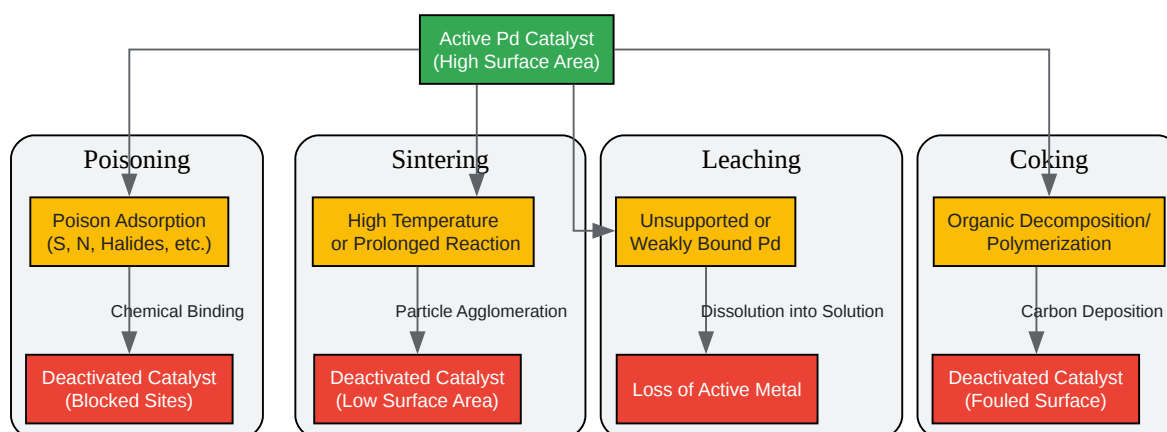 Active Pd Catalyst
(High Surface Area)
Poisoning
Sintering
Leaching
Coking
Poison Adsorption
(S, N, Halides, etc.)
High Temperature
or Prolonged Reaction
Unsupported or
Weakly Bound Pd
Organic Decomposition/
Polymerization
Chemical Binding
Particle Agglomeration
Dissolution into Solution
Carbon Deposition
Deactivated Catalyst
(Blocked Sites)
Deactivated Catalyst
(Low Surface Area)
Loss of Active Metal
Deactivated Catalyst
(Fouled Surface)